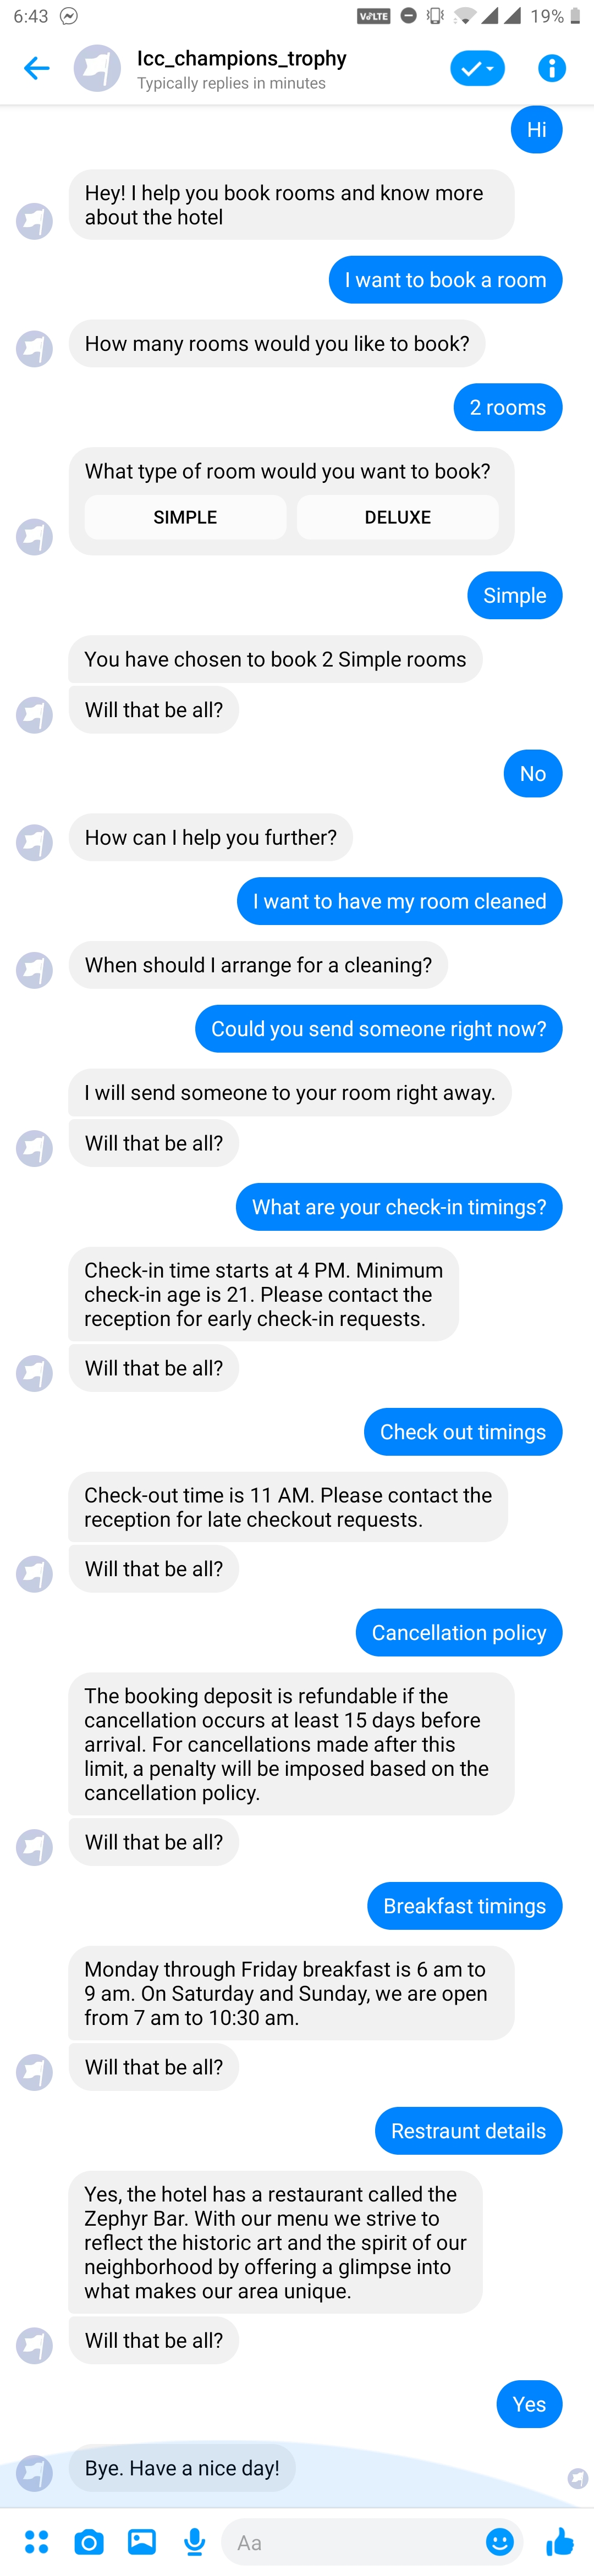 6:43
VoLTE
19%
Icc_champions_trophy
Typically replies in minutes
Hi
Hey! I help you book rooms and know more
about the hotel
I want to book a room
How many rooms would you like to book?
2 rooms
What type of room would you want to book?
SIMPLE DELUXE
Simple
You have chosen to book 2 Simple rooms
Will that be all?
No
How can I help you further?
I want to have my room cleaned
When should I arrange for a cleaning?
Could you send someone right now?
I will send someone to your room right away.
Will that be all?
What are your check-in timings?
Check-in time starts at 4 PM. Minimum
check-in age is 21. Please contact the
reception for early check-in requests.
Will that be all?
Check out timings
Check-out time is 11 AM. Please contact the
reception for late checkout requests.
Will that be all?
Cancellation policy
The booking deposit is refundable if the
cancellation occurs at least 15 days before
arrival. For cancellations made after this
limit, a penalty will be imposed based on the
cancellation policy.
Will that be all?
Breakfast timings
Monday through Friday breakfast is 6 am to
9 am. On Saturday and Sunday, we are open
from 7 am to 10:30 am.
Will that be all?
Restraunt details
Yes, the hotel has a restaurant called the
Zephyr Bar. With our menu we strive to
reflect the historic art and the spirit of our
neighborhood by offering a glimpse into
what makes our area unique.
Will that be all?
Yes
Bye. Have a nice day!
Aa